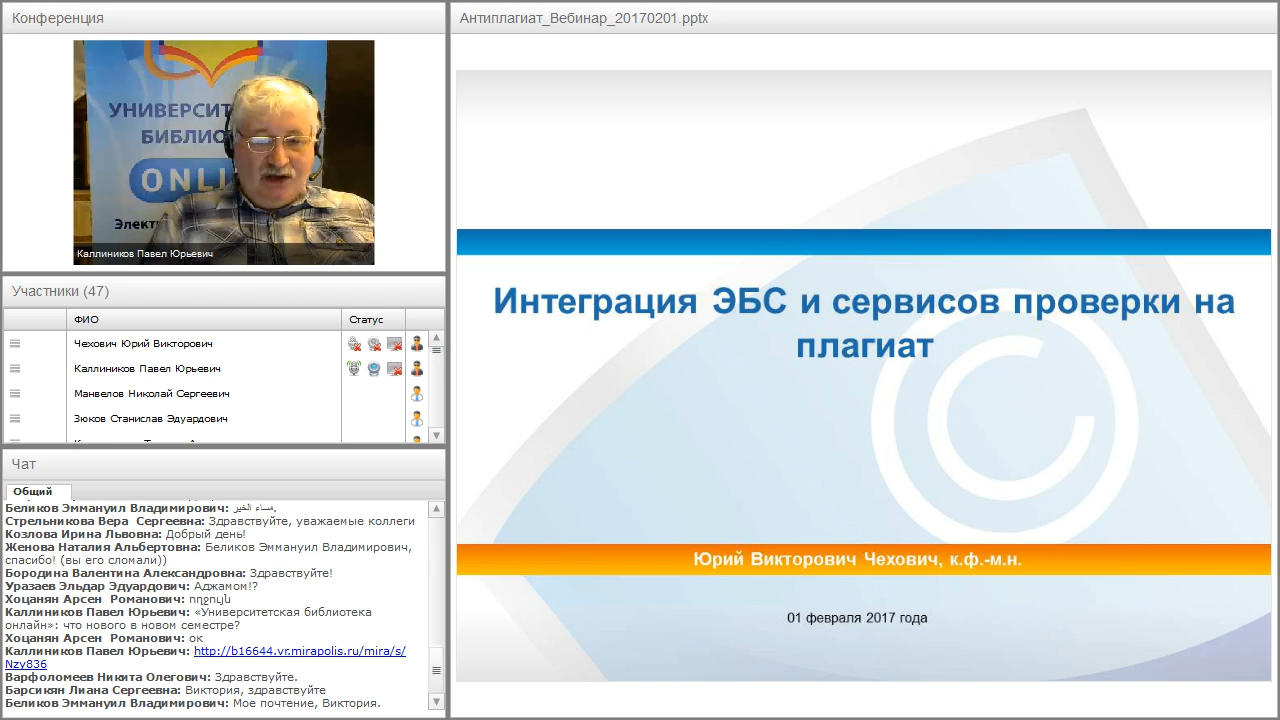 Конференция
УНИВЕРСИТ
БИБЛИО
ONLI
Элект
Каллиников Павел Юрьевич
Участники (47)
ФИО Статус
Чехович Юрий Викторович
Каллиников Павел Юрьевич
Манвелов Николай Сергеевич
Зюков Станислав Эдуардович
Чат
Общий
Беликов Эммануил Владимирович: مساء الخير.
Стрельникова Вера Сергеевна: Здравствуйте, уважаемые коллеги
Козлова Ирина Львовна: Добрый день!
Женова Наталия Альбертовна: Беликов Эммануил Владимирович,
спасибо! (вы его сломали))
Бородина Валентина Александровна: Здравствуйте!
Уразаев Эльдар Эдуардович: Аджамом!?
Хоцанян Арсен Романович: ողջույն
Каллиников Павел Юрьевич: «Университетская библиотека
онлайн»: что нового в новом семестре?
Хоцанян Арсен Романович: ок
Каллиников Павел Юрьевич: http://b16644.vr.mirapolis.ru/mira/s/
Nzy836
Варфоломеев Никита Олегович: Здравствуйте.
Барсикян Лиана Сергеевна: Виктория, здравствуйте
Беликов Эммануил Владимирович: Мое почтение, Виктория.
Антиплагиат_Вебинар_20170201.pptx
Интеграция ЭБС и сервисов проверки на
плагиат
Юрий Викторович Чехович, к.ф.-м.н.
01 февраля 2017 года